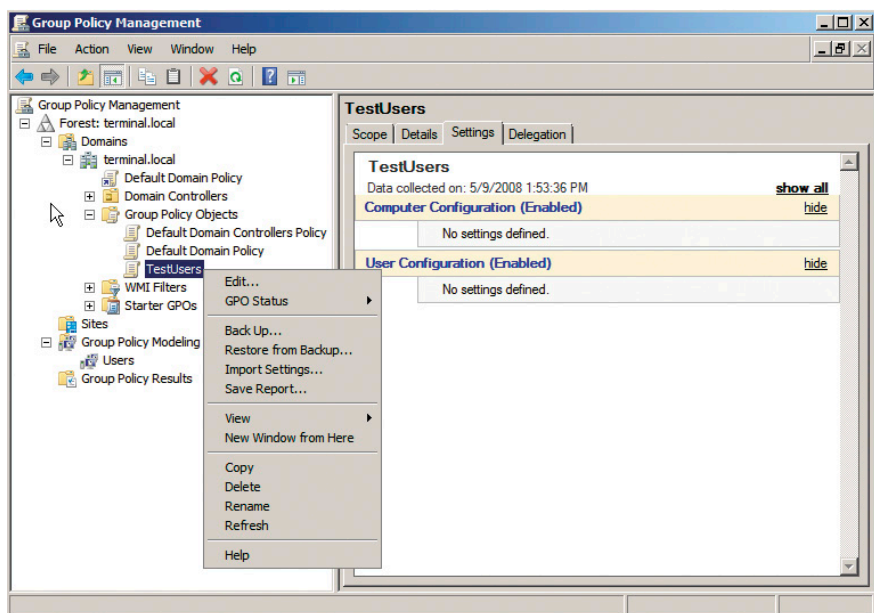 Group Policy Management
File Action View Window Help
Group Policy Management
Forest: terminal.local
Domains
terminal.local
Default Domain Policy
Domain Controllers
Group Policy Objects
Default Domain Controllers Policy
Default Domain Policy
TestUsers
WMI Filters
Starter GPOs
Sites
Group Policy Modeling
Users
Group Policy Results
Edit...
GPO Status
Back Up...
Restore from Backup...
Import Settings...
Save Report...
View
New Window from Here
Copy
Delete
Rename
Refresh
Help
TestUsers
Scope Details Settings Delegation
TestUsers
Data collected on: 5/9/2008 1:53:36 PM show all
Computer Configuration (Enabled) hide
No settings defined.
User Configuration (Enabled) hide
No settings defined.